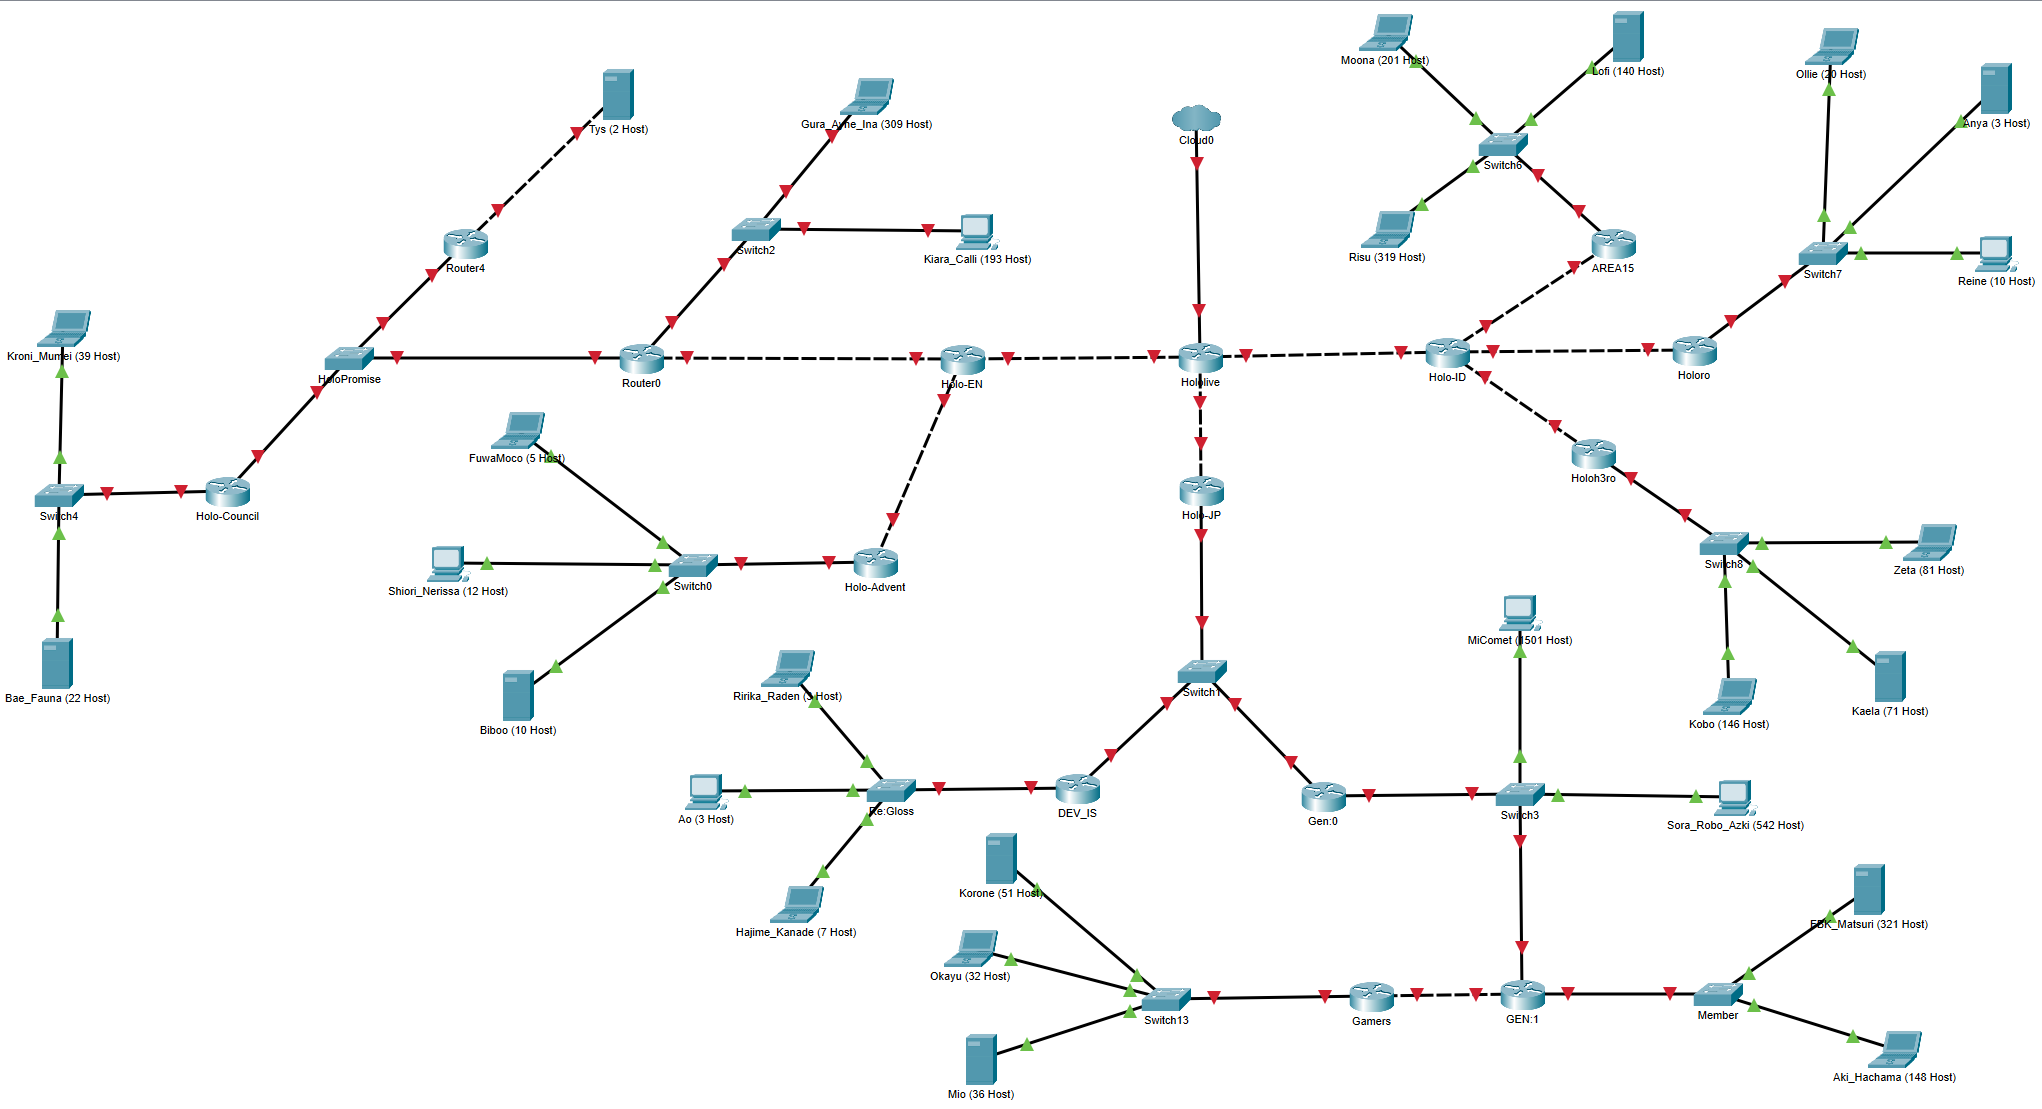 Moona (201 Host)
Lofi (140 Host)
Ollie (20 Host)
Anya (3 Host)
Tys (2 Host)
Gura_Ayme_Ina (309 Host)
Cloud0
Switch6
Switch2
Kiara_Calli (193 Host)
Risu (319 Host)
Router4
AREA15
Switch7
Reine (10 Host)
Kroni_Mumei (39 Host)
HoloPromise
Router0
Holo-EN
Hololive
Holo-ID
Holoro
FuwaMoco (5 Host)
Holoh3ro
Switch4
Holo-Council
Holo-JP
Shiori_Nerissa (12 Host)
Switch0
Holo-Advent
Switch8
Zeta (81 Host)
MiComet (1501 Host)
Bae_Fauna (22 Host)
Ririka_Raden (3 Host)
Switch1
Biboo (10 Host)
Kobo (146 Host)
Kaela (71 Host)
Ao (3 Host)
Re:Gloss
DEV_IS
Gen:0
Switch3
Sora_Robo_Azki (542 Host)
Korone (51 Host)
Hajime_Kanade (7 Host)
FBK_Matsuri (321 Host)
Okayu (32 Host)
Switch13
Gamers
GEN:1
Member
Mio (36 Host)
Aki_Hachama (148 Host)